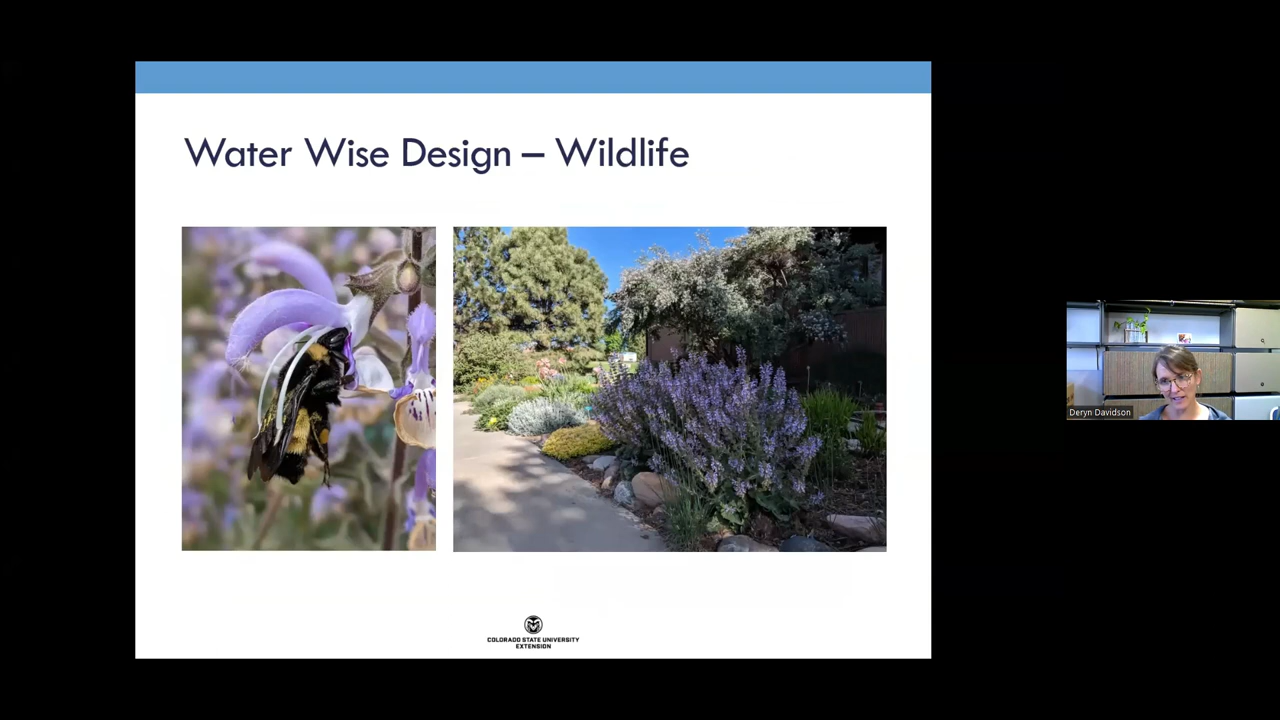 Water Wise Design – Wildlife
Deryn Davidson
COLORADO STATE UNIVERSITY
EXTENSION